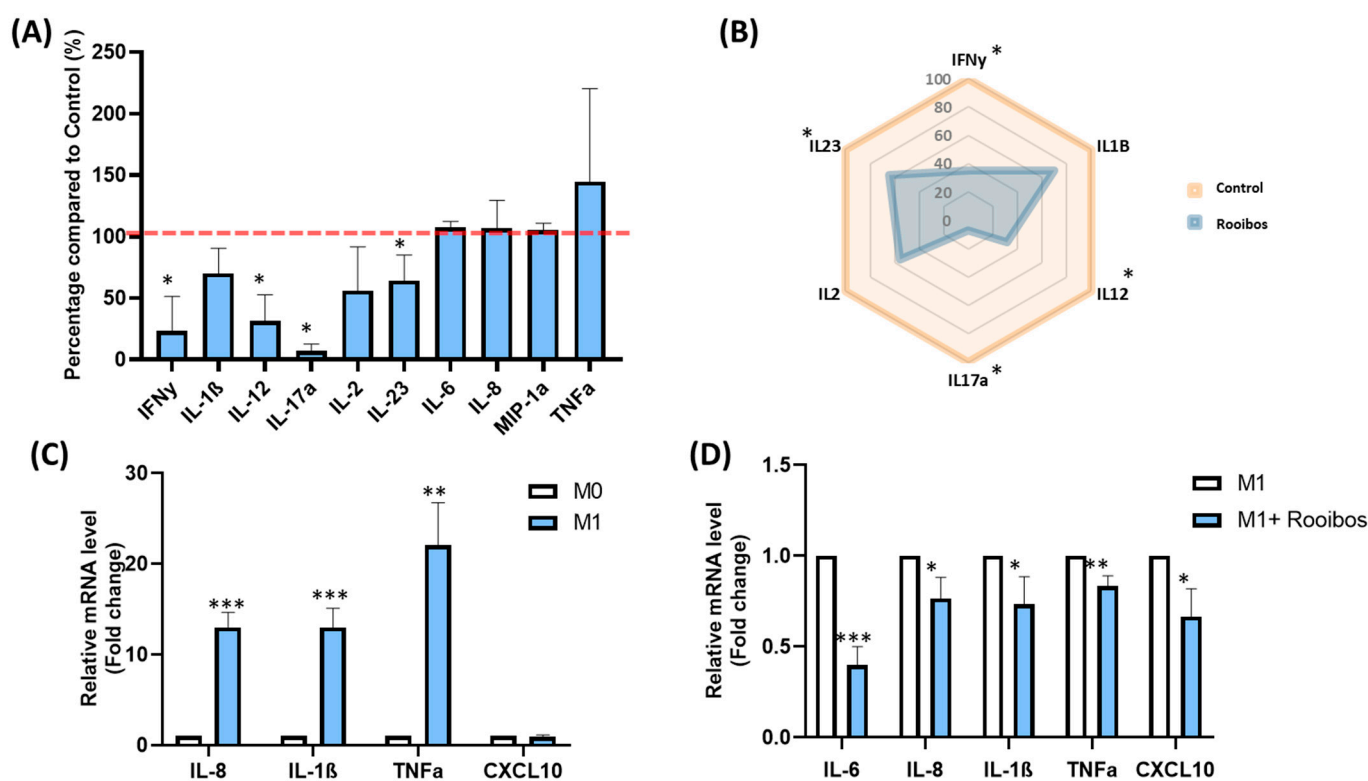 (A)
Percentage compared to Control (%)
250
200
150
100
50
0
*
*
*
*
IFNy
IL-1ß
IL-12
IL-17a
IL-2
IL-23
IL-6
IL-8
MIP-1a
TNFa
(B)
IFNy *
100
80
60
40
20
0
* IL23
IL1B
IL2
IL12 *
IL17a *
Control
Rooibos
(C)
Relative mRNA level
(Fold change)
30
20
10
0
***
***
**
M0
M1
IL-8
IL-1ß
TNFa
CXCL10
(D)
Relative mRNA level
(Fold change)
1.5
1.0
0.5
0.0
***
*
*
**
*
M1
M1+ Rooibos
IL-6
IL-8
IL-1ß
TNFa
CXCL10